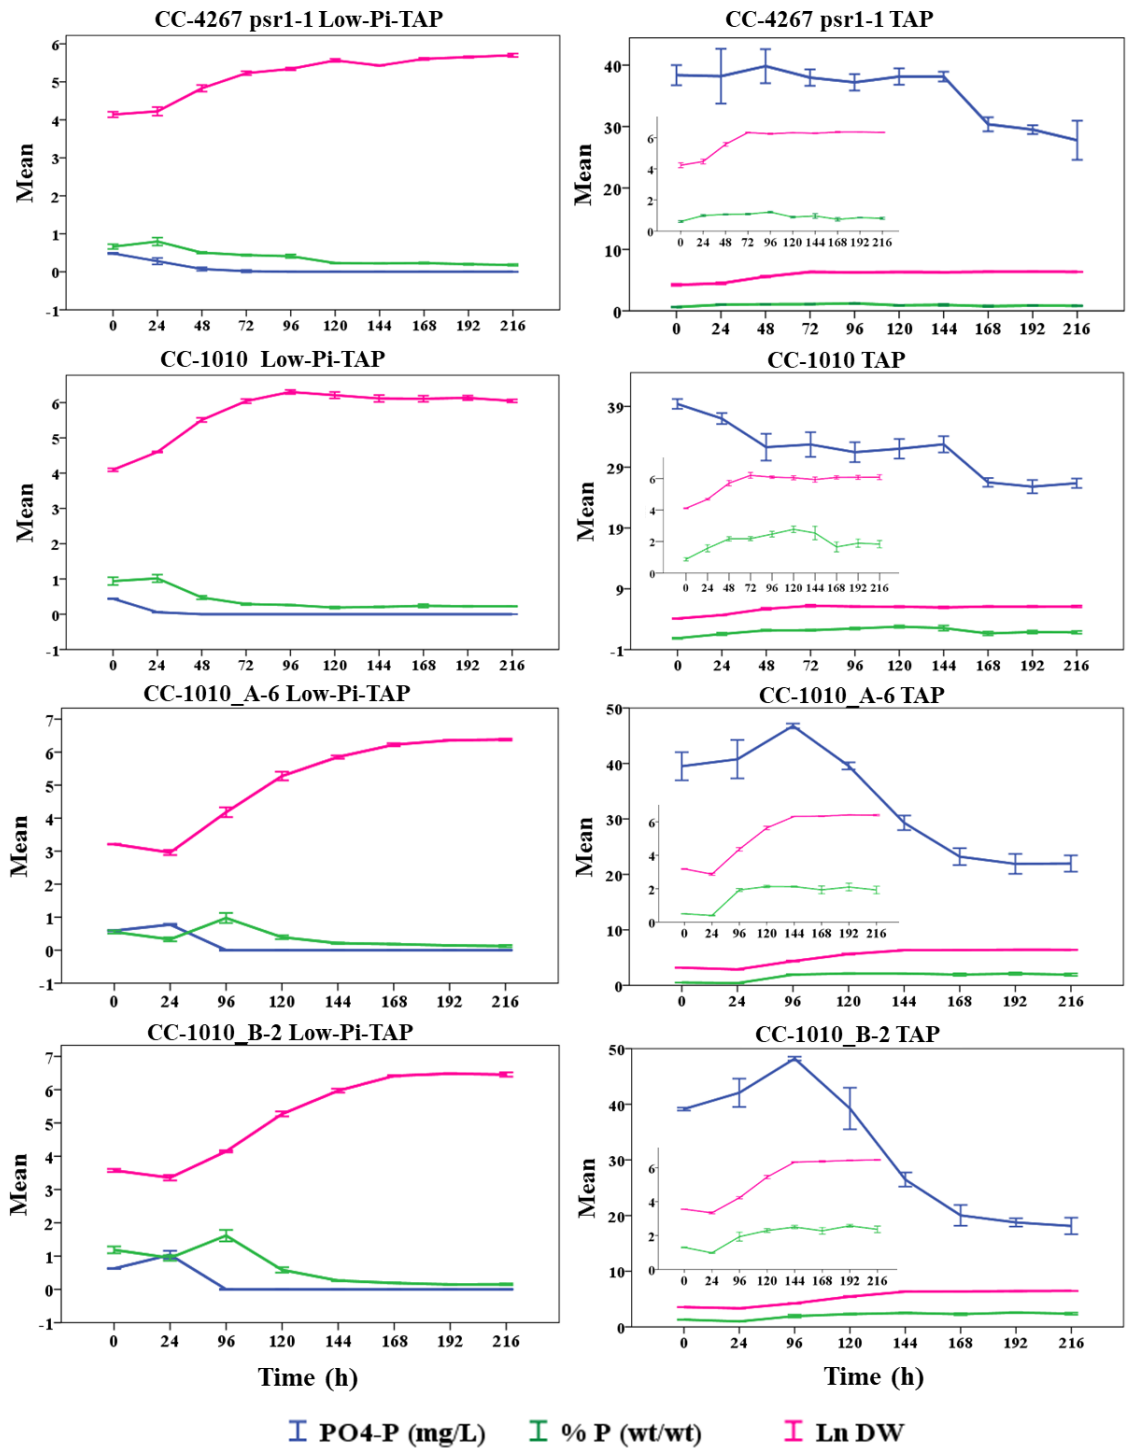 CC-4267 psr1-1 Low-Pi-TAP
6
5
4
3
2
1
0
-1
Mean
0 24 48 72 96 120 144 168 192 216
CC-4267 psr1-1 TAP
40
30
20
10
0
Mean
6
4
2
0
0 24 48 72 96 120 144 168 192 216
0 24 48 72 96 120 144 168 192 216
CC-1010 Low-Pi-TAP
6
5
4
3
2
1
0
-1
Mean
0 24 48 72 96 120 144 168 192 216
CC-1010 TAP
39
29
19
9
-1
Mean
6
4
2
0
0 24 48 72 96 120 144 168 192 216
0 24 48 72 96 120 144 168 192 216
CC-1010_A-6 Low-Pi-TAP
7
6
5
4
3
2
1
0
-1
Mean
0 24 96 120 144 168 192 216
CC-1010_A-6 TAP
50
40
30
20
10
0
Mean
6
4
2
0
0 24 96 120 144 168 192 216
0 24 96 120 144 168 192 216
CC-1010_B-2 Low-Pi-TAP
7
6
5
4
3
2
1
0
-1
Mean
0 24 96 120 144 168 192 216
Time (h)
CC-1010_B-2 TAP
50
40
30
20
10
0
Mean
6
4
2
0
0 24 96 120 144 168 192 216
0 24 96 120 144 168 192 216
Time (h)
PO4-P (mg/L) % P (wt/wt) Ln DW